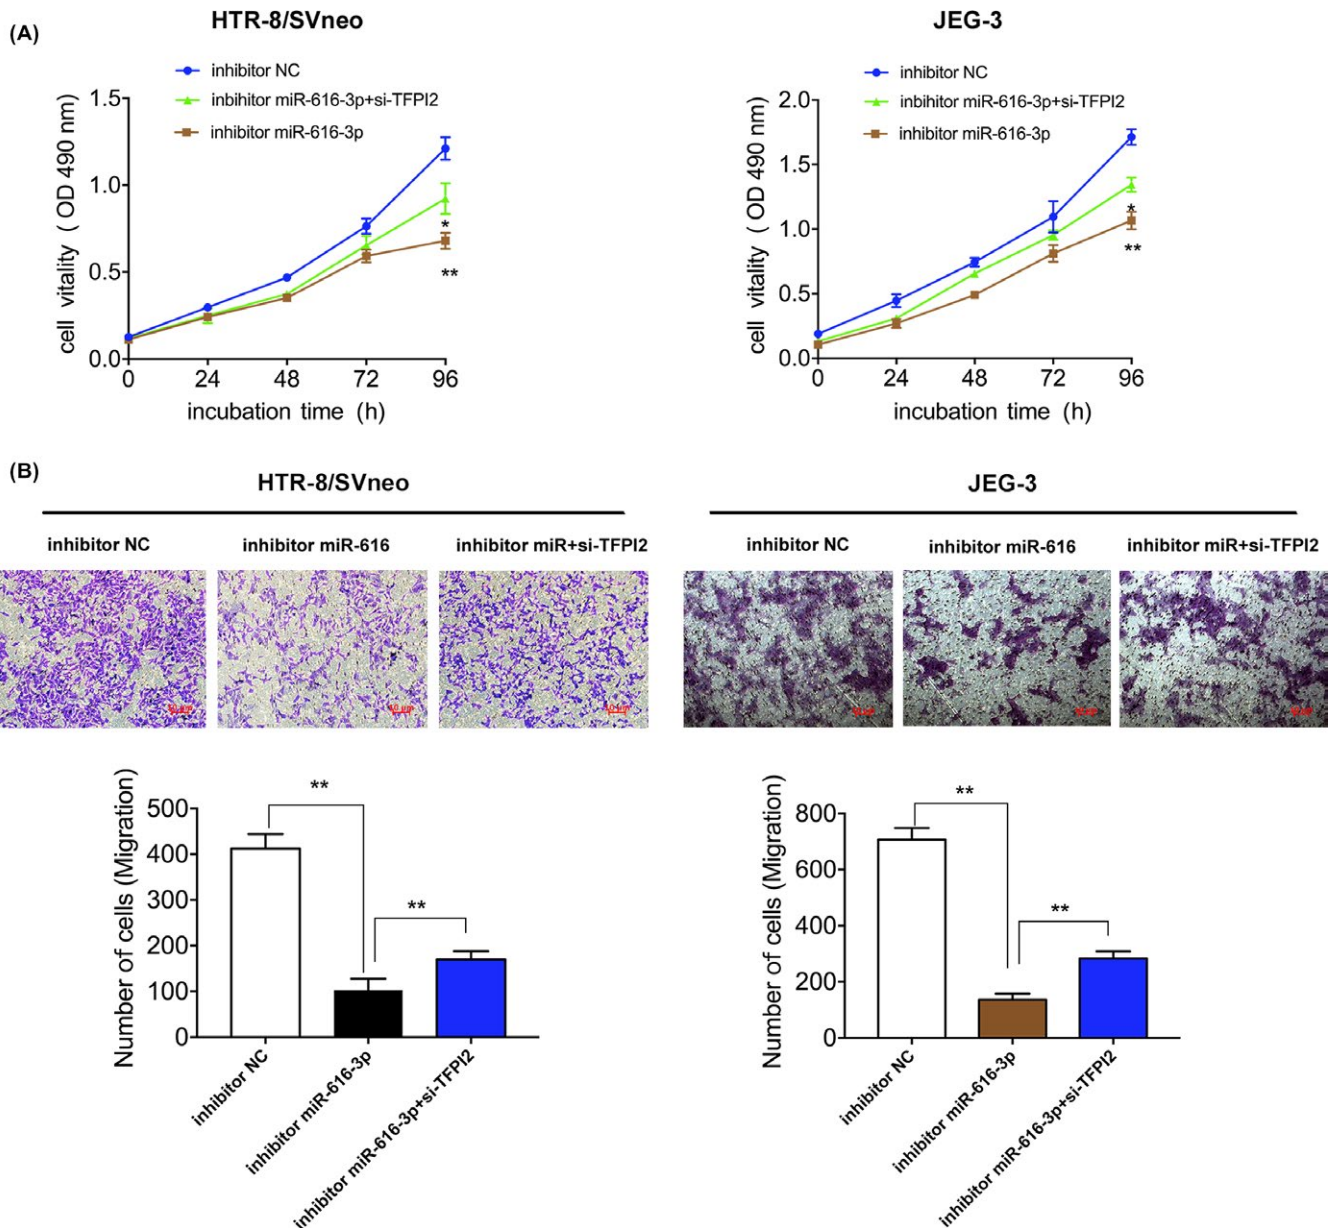 (A)
HTR-8/SVneo
inhibitor NC
inbihitor miR-616-3p+si-TFPI2
inhibitor miR-616-3p
1.5
1.0
0.5
0.0
cell vitality ( OD 490 nm)
*
**
0 24 48 72 96
incubation time (h)
JEG-3
inhibitor NC
inbihitor miR-616-3p+si-TFPI2
inhibitor miR-616-3p
2.0
1.5
1.0
0.5
0.0
cell vitality ( OD 490 nm)
*
**
0 24 48 72 96
incubation time (h)
(B)
HTR-8/SVneo
inhibitor NC inhibitor miR-616 inhibitor miR+si-TFPI2
JEG-3
inhibitor NC inhibitor miR-616 inhibitor miR+si-TFPI2
500
400
300
200
100
0
Number of cells (Migration)
**
**
inhibitor NC
inhibitor miR-616-3p
inhibitor miR-616-3p+si-TFPI2
800
600
400
200
0
Number of cells (Migration)
**
**
inhibitor NC
inhibitor miR-616-3p
inhibitor miR-616-3p+si-TFPI2